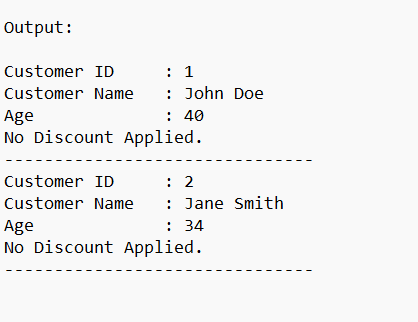 Output:
Customer ID     : 1
Customer Name   : John Doe
Age             : 40
No Discount Applied.
-------------------------------
Customer ID     : 2
Customer Name   : Jane Smith
Age             : 34
No Discount Applied.
-------------------------------